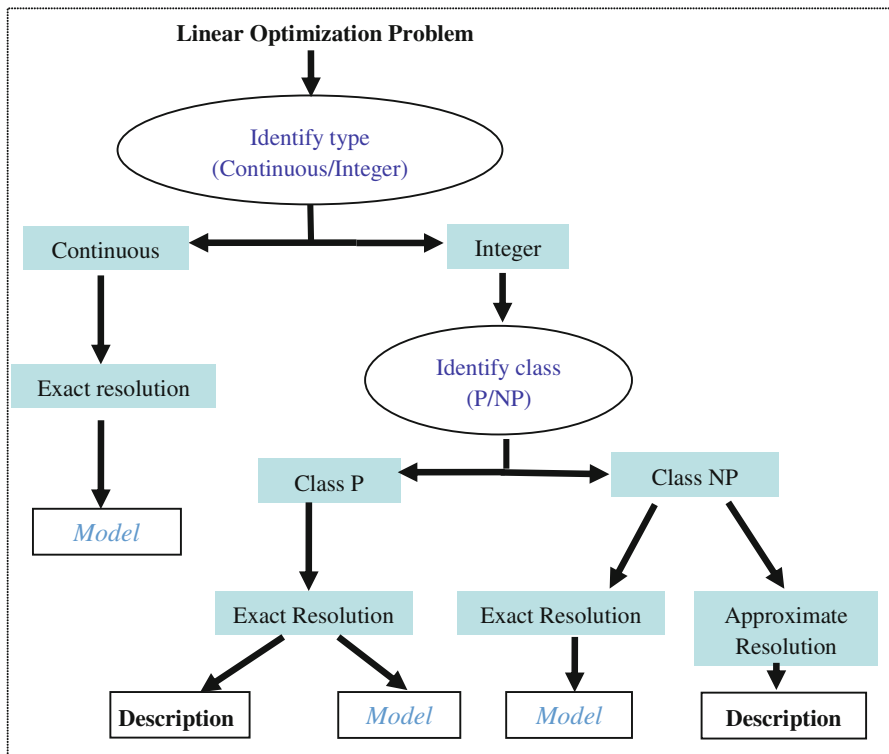 Linear Optimization Problem
Identify type
(Continuous/Integer)
Continuous
Integer
Exact resolution
Identify class
(P/NP)
Class P
Class NP
Model
Exact Resolution
Exact Resolution
Approximate
Resolution
Description
Model
Model
Description